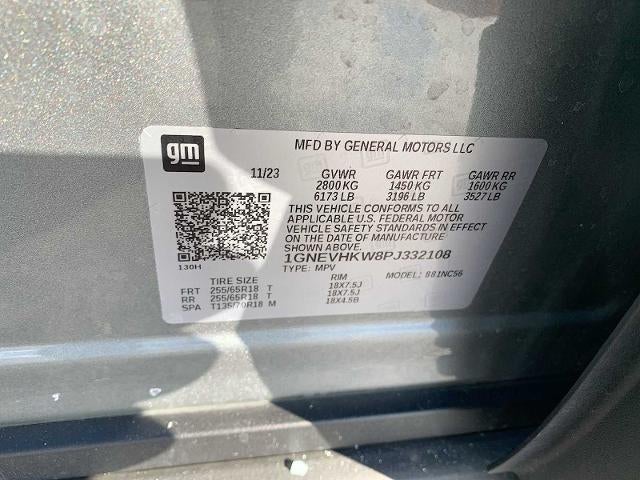 gm
MFD BY GENERAL MOTORS LLC
11/23 GVWR GAWR FRT GAWR RR
2800 KG 1450 KG 1600 KG
6173 LB 3196 LB 3527 LB
THIS VEHICLE CONFORMS TO ALL
APPLICABLE U.S. FEDERAL MOTOR
VEHICLE SAFETY STANDARDS IN EFFECT
ON THE DATE OF MANUFACTURE
SHOWN ABOVE.
1GNEVHKW8PJ332108
130H
TYPE: MPV MODEL: 881NC56
TIRE SIZE RIM
FRT 255/65R18 T 18X7.5J
RR 255/65R18 T 18X7.5J
SPA T135/70R18 M 18X4.5B